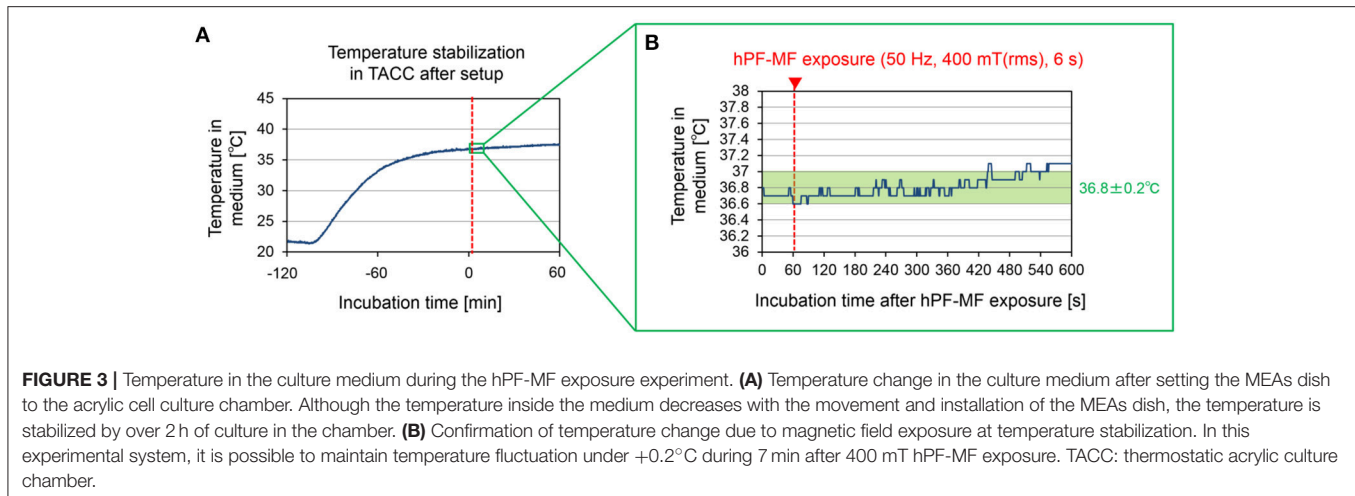 A
Temperature stabilization
in TACC after setup
Temperature in
medium [°C]
45
40
35
30
25
20
-120
-60
0
60
Incubation time [min]
B
hPF-MF exposure (50 Hz, 400 mT(rms), 6 s)
Temperature in
medium [°C]
38
37.8
37.6
37.4
37.2
37
36.8
36.6
36.4
36.2
36
36.8±0.2°C
0 60 120 180 240 300 360 420 480 540 600
Incubation time after hPF-MF exposure [s]
FIGURE 3 | Temperature in the culture medium during the hPF-MF exposure experiment. (A) Temperature change in the culture medium after setting the MEAs dish
to the acrylic cell culture chamber. Although the temperature inside the medium decreases with the movement and installation of the MEAs dish, the temperature is
stabilized by over 2 h of culture in the chamber. (B) Confirmation of temperature change due to magnetic field exposure at temperature stabilization. In this
experimental system, it is possible to maintain temperature fluctuation under +0.2°C during 7 min after 400 mT hPF-MF exposure. TACC: thermostatic acrylic culture
chamber.